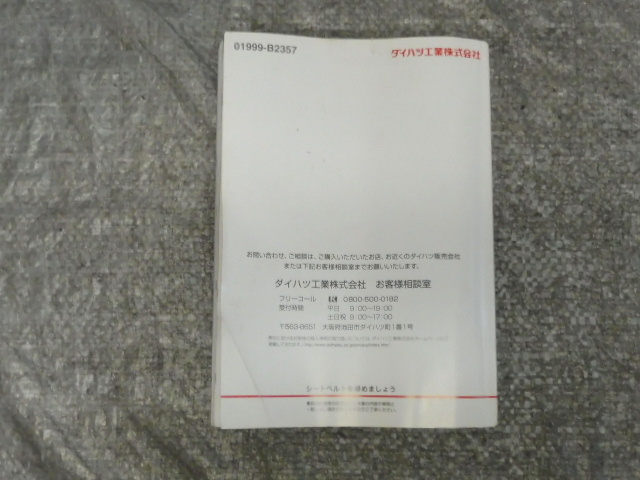 01999-B2357
ダイハツ工業株式会社
お問い合わせ、ご相談は、ご購入いただいたお店、お近くのダイハツ販売会社
または下記お客様相談室までお願いいたします。
ダイハツ工業株式会社 お客様相談室
フリーコール 0800-500-0182
受付時間 平日 9:00~18:00
土日祝 9:00~17:00
〒563-8651 大阪府池田市ダイハツ町1番1号
シートベルトを締めましょう